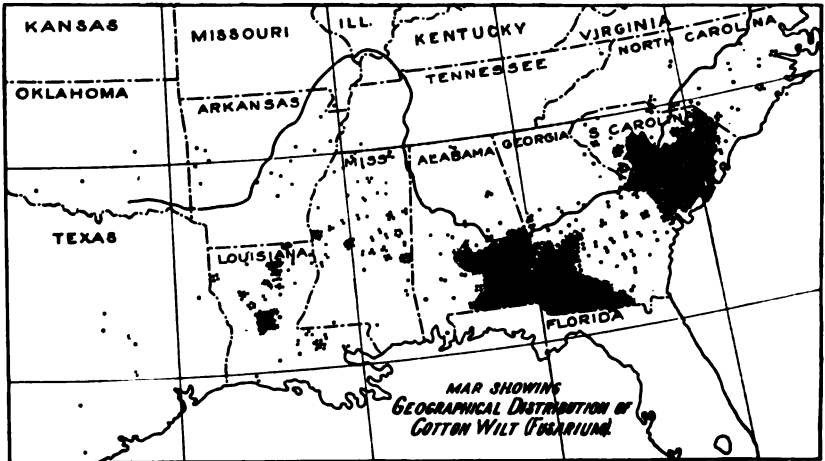 KANSAS
MISSOURI
ILL.
KENTUCKY
VIRGINIA
NORTH CAROLINA
TENNESSEE
OKLAHOMA
ARKANSAS
S CAROLINA
MISS.
ALABAMA
GEORGIA
TEXAS
LOUISIANA
FLORIDA
MAP SHOWING
GEOGRAPHICAL DISTRIBUTION OF
COTTON WILT (FUSARIUM).